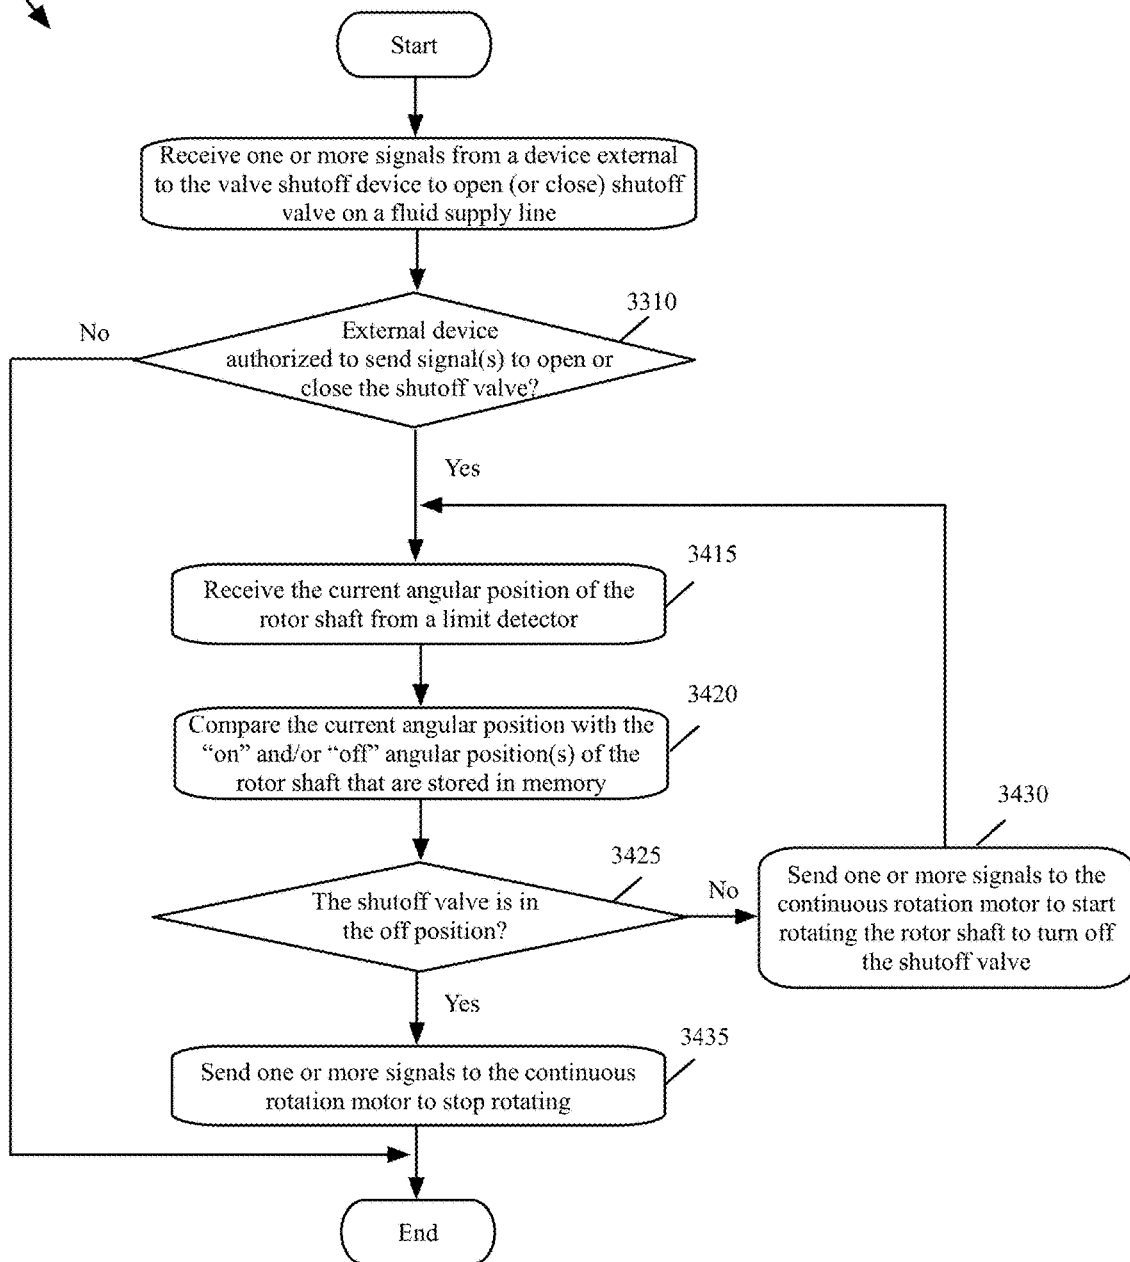 Start
Receive one or more signals from a device external
to the valve shutoff device to open (or close) shutoff
valve on a fluid supply line
3310
No
External device
authorized to send signal(s) to open or
close the shutoff valve?
Yes
3415
Receive the current angular position of the
rotor shaft from a limit detector
3420
Compare the current angular position with the
“on” and/or “off” angular position(s) of the
rotor shaft that are stored in memory
3430
3425
The shutoff valve is in
the off position?
No
Send one or more signals to the
continuous rotation motor to start
rotating the rotor shaft to turn off
the shutoff valve
Yes
3435
Send one or more signals to the continuous
rotation motor to stop rotating
End